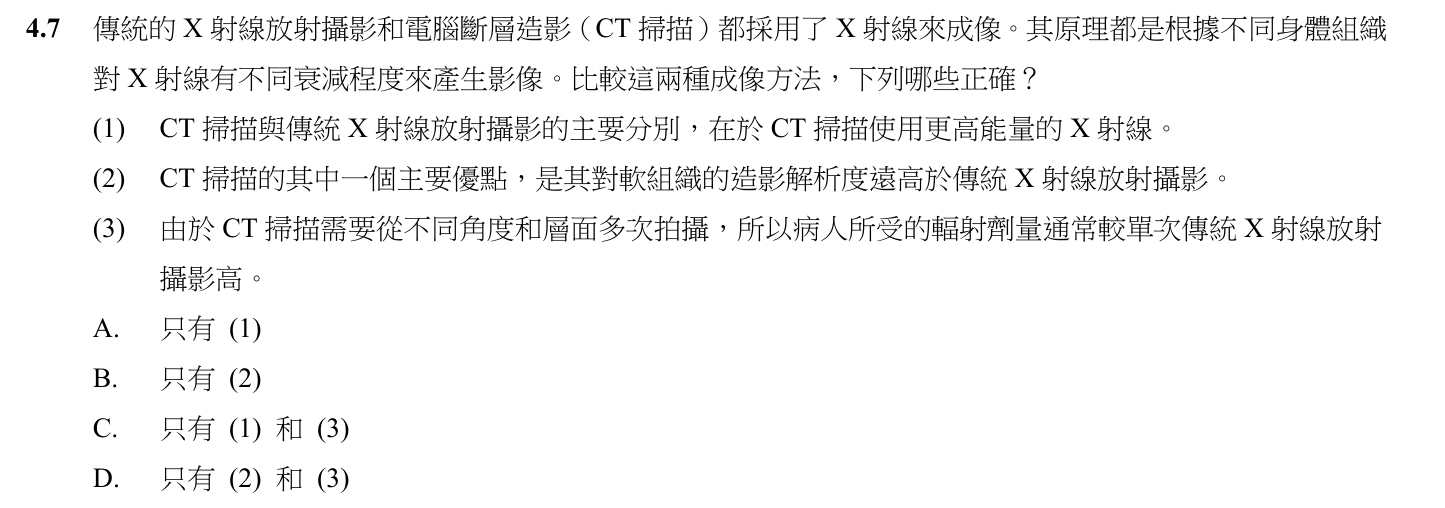 4.7 傳統的 X 射線放射攝影和電腦斷層造影（CT 掃描）都採用了 X 射線來成像。其原理都是根據不同身體組織
對 X 射線有不同衰減程度來產生影像。比較這兩種成像方法，下列哪些正確？
(1) CT 掃描與傳統 X 射線放射攝影的主要分別，在於 CT 掃描使用更高能量的 X 射線。
(2) CT 掃描的其中一個主要優點，是其對軟組織的造影解析度遠高於傳統 X 射線放射攝影。
(3) 由於 CT 掃描需要從不同角度和層面多次拍攝，所以病人所受的輻射劑量通常較單次傳統 X 射線放射
攝影高。
A. 只有 (1)
B. 只有 (2)
C. 只有 (1) 和 (3)
D. 只有 (2) 和 (3)